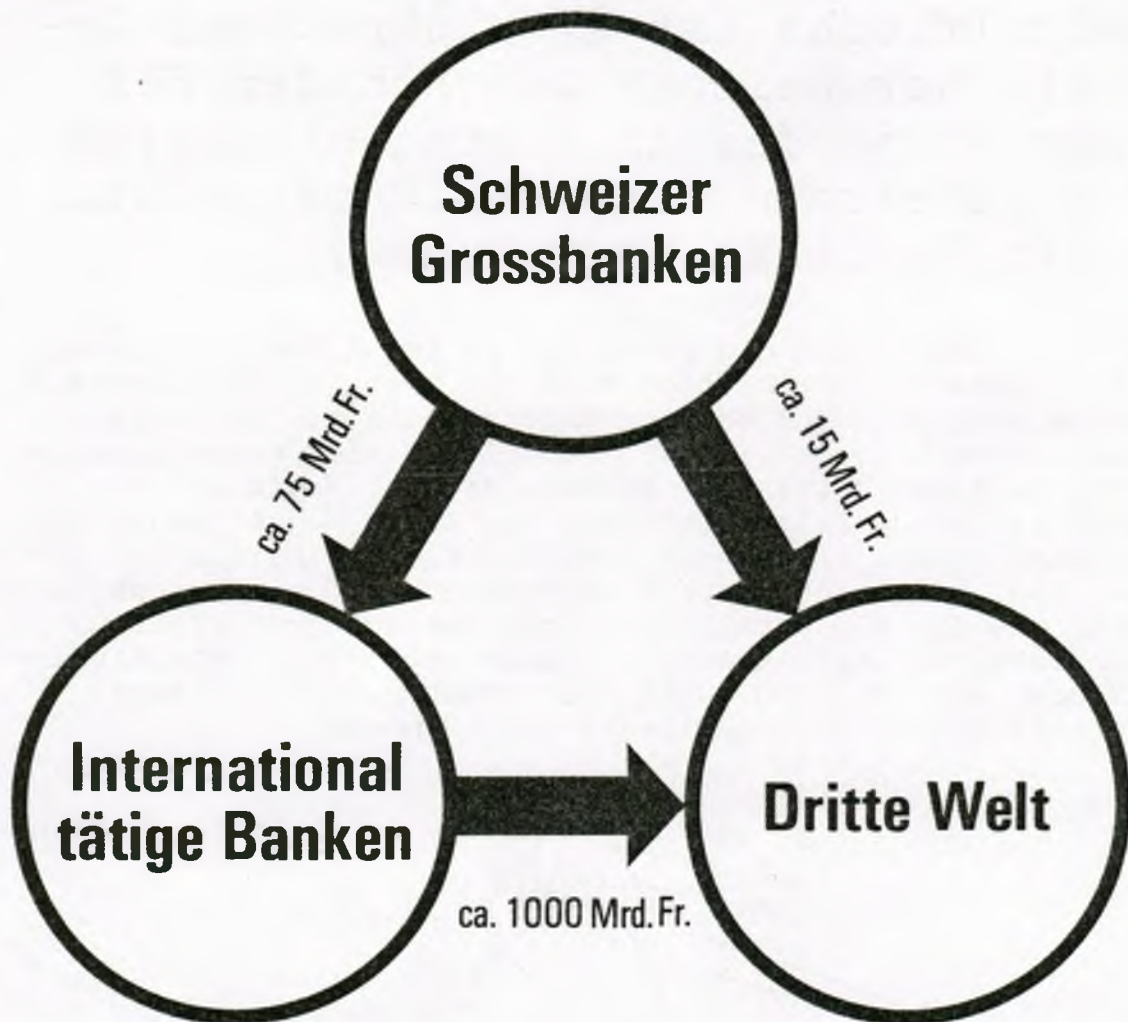 Schweizer
Grossbanken
ca. 75 Mrd. Fr.
ca. 15 Mrd. Fr.
International
tätige Banken
Dritte Welt
ca. 1000 Mrd. Fr.